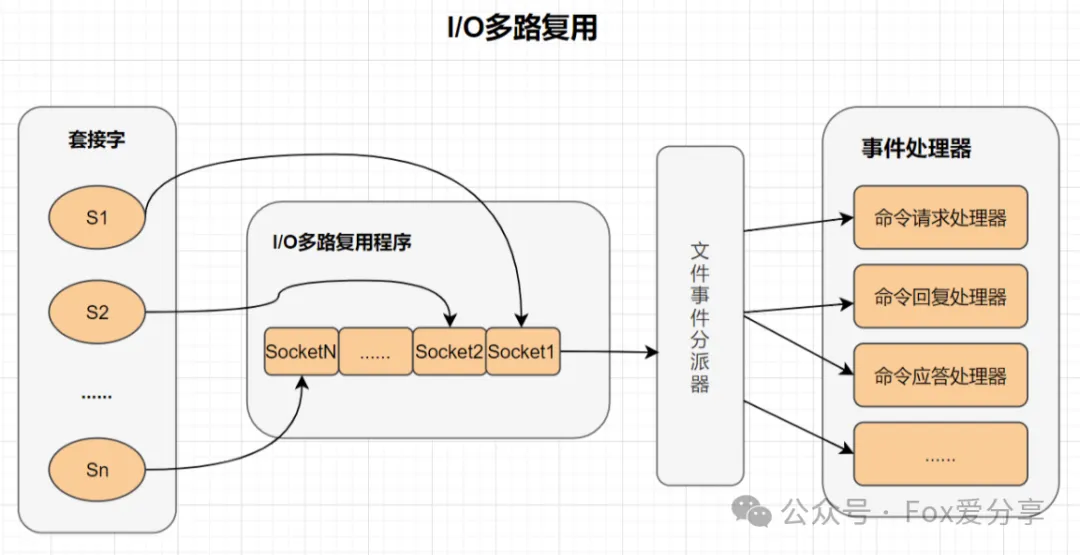 I/O多路复用
套接字
S1
S2
......
Sn
I/O多路复用程序
SocketN
......
Socket2
Socket1
文件事件分派器
事件处理器
命令请求处理器
命令回复处理器
命令应答处理器
......
公众号·Fox爱分享